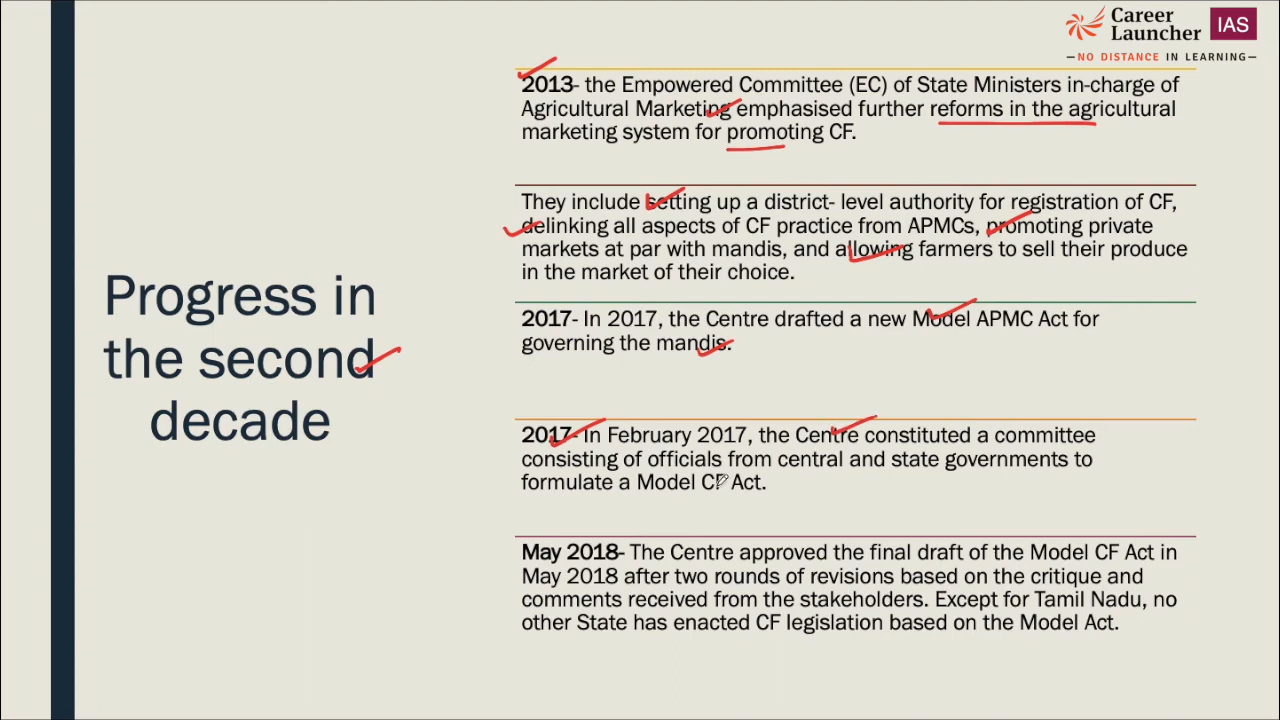 Career
Launcher
IAS
NO DISTANCE IN LEARNING
Progress in
the second
decade
2013- the Empowered Committee (EC) of State Ministers in-charge of
Agricultural Marketing emphasised further reforms in the agricultural
marketing system for promoting CF.
They include setting up a district- level authority for registration of CF,
delinking all aspects of CF practice from APMCs, promoting private
markets at par with mandis, and allowing farmers to sell their produce
in the market of their choice.
2017- In 2017, the Centre drafted a new Model APMC Act for
governing the mandis.
2017- In February 2017, the Centre constituted a committee
consisting of officials from central and state governments to
formulate a Model CF Act.
May 2018- The Centre approved the final draft of the Model CF Act in
May 2018 after two rounds of revisions based on the critique and
comments received from the stakeholders. Except for Tamil Nadu, no
other State has enacted CF legislation based on the Model Act.